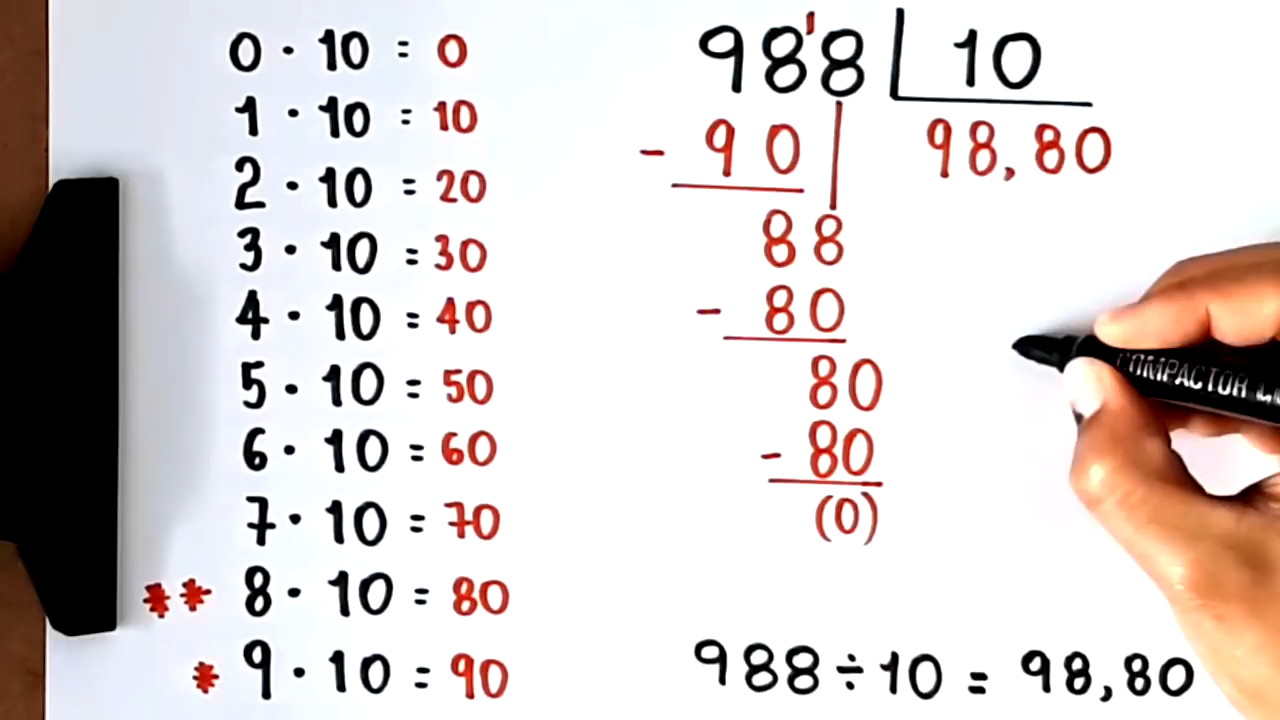 0 · 10 = 0
1 · 10 = 10
2 · 10 = 20
3 · 10 = 30
4 · 10 = 40
5 · 10 = 50
6 · 10 = 60
7 · 10 = 70
** 8 · 10 = 80
* 9 · 10 = 90
98'8 | 10
- 90 98,80
88
- 80
80
- 80
(0)
COMPACTOR
988 ÷ 10 = 98,80